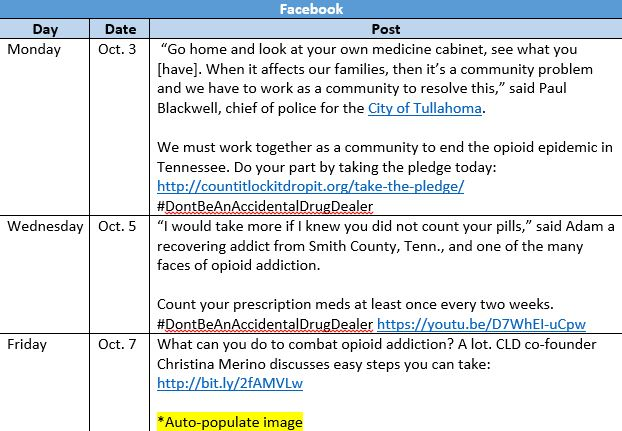 Facebook
Day Date Post
Monday Oct. 3 “Go home and look at your own medicine cabinet, see what you
[have]. When it affects our families, then it’s a community problem
and we have to work as a community to resolve this,” said Paul
Blackwell, chief of police for the City of Tullahoma.
We must work together as a community to end the opioid epidemic in
Tennessee. Do your part by taking the pledge today:
http://countitlockitdropit.org/take-the-pledge/
#DontBeAnAccidentalDrugDealer
Wednesday Oct. 5 “I would take more if I knew you did not count your pills,” said Adam a
recovering addict from Smith County, Tenn., and one of the many
faces of opioid addiction.
Count your prescription meds at least once every two weeks.
#DontBeAnAccidentalDrugDealer https://youtu.be/D7WhEI-uCpw
Friday Oct. 7 What can you do to combat opioid addiction? A lot. CLD co-founder
Christina Merino discusses easy steps you can take:
http://bit.ly/2fAMVLw
*Auto-populate image